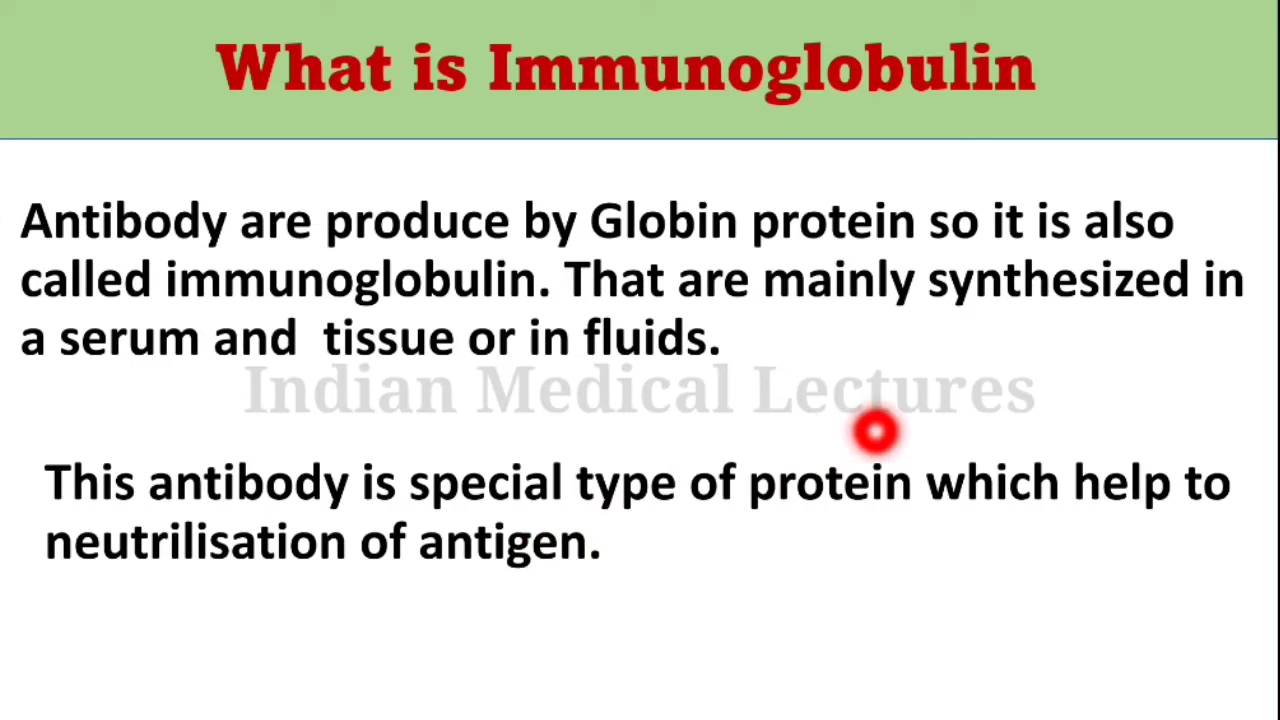 What is Immunoglobulin
Antibody are produce by Globin protein so it is also
called immunoglobulin. That are mainly synthesized in
a serum and  tissue or in fluids.
Indian Medical Lectures
This antibody is special type of protein which help to
neutrilisation of antigen.